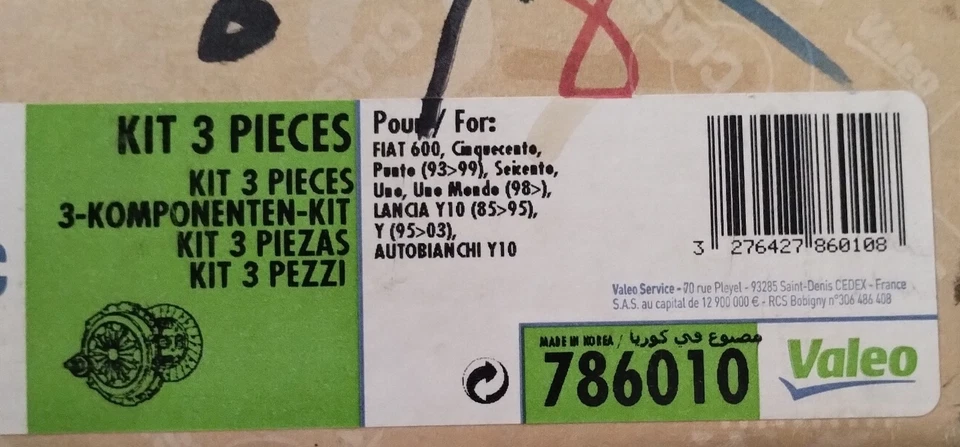 KIT 3 PIECES
KIT 3 PIECES
3-KOMPONENTEN-KIT
KIT 3 PIEZAS
KIT 3 PEZZI
Pour / For:
FIAT 600, Cinquecento,
Punto (93>99), Seicento,
Uno, Uno Mondo (98>),
LANCIA Y10 (85>95),
Y (95>03),
AUTOBIANCHI Y10
3 276427 860108
Valeo Service - 70 rue Pleyel - 93285 Saint-Denis CEDEX - France
S.A.S. au capital de 12 900 000 € - RCS Bobigny n°306 486 408
MADE IN KOREA / مصنوع في كوريا
786010
Valeo
Valeo